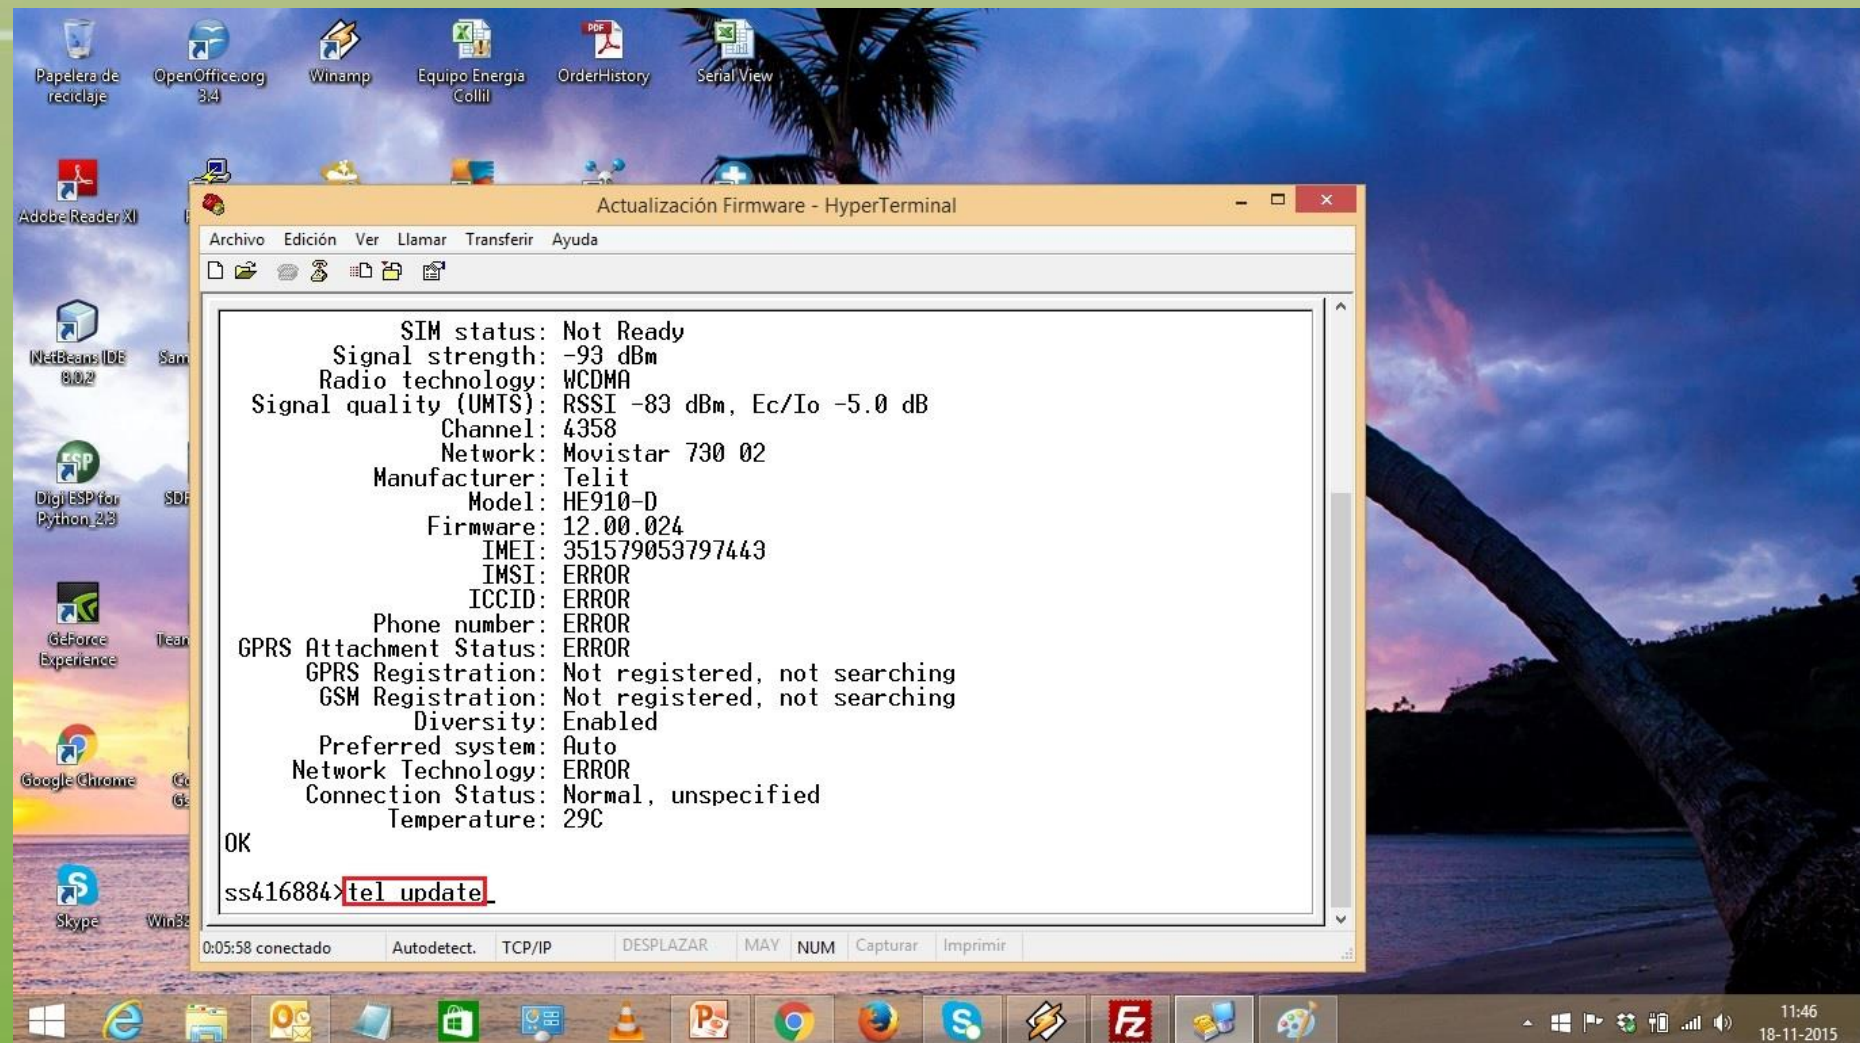 Papelera de
reciclaje
OpenOffice.org
3.4
Winamp
Equipo Energía
Collil
OrderHistory
Serial View
Adobe Reader XI
NetBeans IDE
8.0.2
Sam
Digi ESP for
Python_2.3
SDF
GeForce
Experience
Team
Google Chrome
Skype
Win32
Actualización Firmware - HyperTerminal
Archivo Edición Ver Llamar Transferir Ayuda
SIM status: Not Ready
Signal strength: -93 dBm
Radio technology: WCDMA
Signal quality (UMTS): RSSI -83 dBm, Ec/Io -5.0 dB
Channel: 4358
Network: Movistar 730 02
Manufacturer: Telit
Model: HE910-D
Firmware: 12.00.024
IMEI: 351579053797443
IMSI: ERROR
ICCID: ERROR
Phone number: ERROR
GPRS Attachment Status: ERROR
GPRS Registration: Not registered, not searching
GSM Registration: Not registered, not searching
Diversity: Enabled
Preferred system: Auto
Network Technology: ERROR
Connection Status: Normal, unspecified
Temperature: 29C
OK
ss416884>tel update_
0:05:58 conectado Autodetect. TCP/IP DESPLAZAR MAY NUM Capturar Imprimir
11:46
18-11-2015